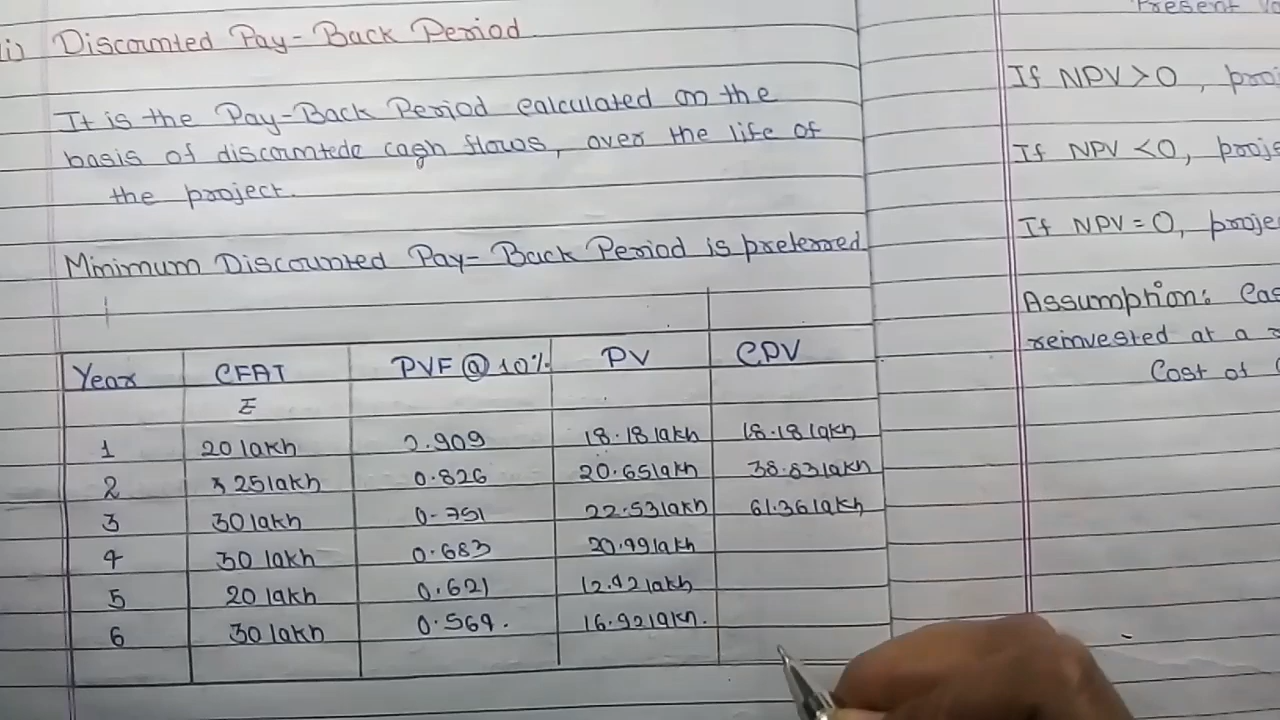 i) Discounted Pay-Back Period
It is the Pay-Back Period calculated on the
basis of discountede cash flows, over the life of
the project.
Minimum Discounted Pay-Back Period is preferred
Year CFAT PVF @ 10% PV CPV
1 20 lakh 0.909 18.18 lakh 18.18 lakh
2 25 lakh 0.826 20.65 lakh 38.83 lakh
3 30 lakh 0.751 22.53 lakh 61.36 lakh
4 30 lakh 0.683 20.49 lakh
5 20 lakh 0.621 12.42 lakh
6 30 lakh 0.564. 16.92 lakh.
Present
If NPV>0,
If NPV <0,
If NPV = 0,
Assumption:
reinvested at a
Cost of